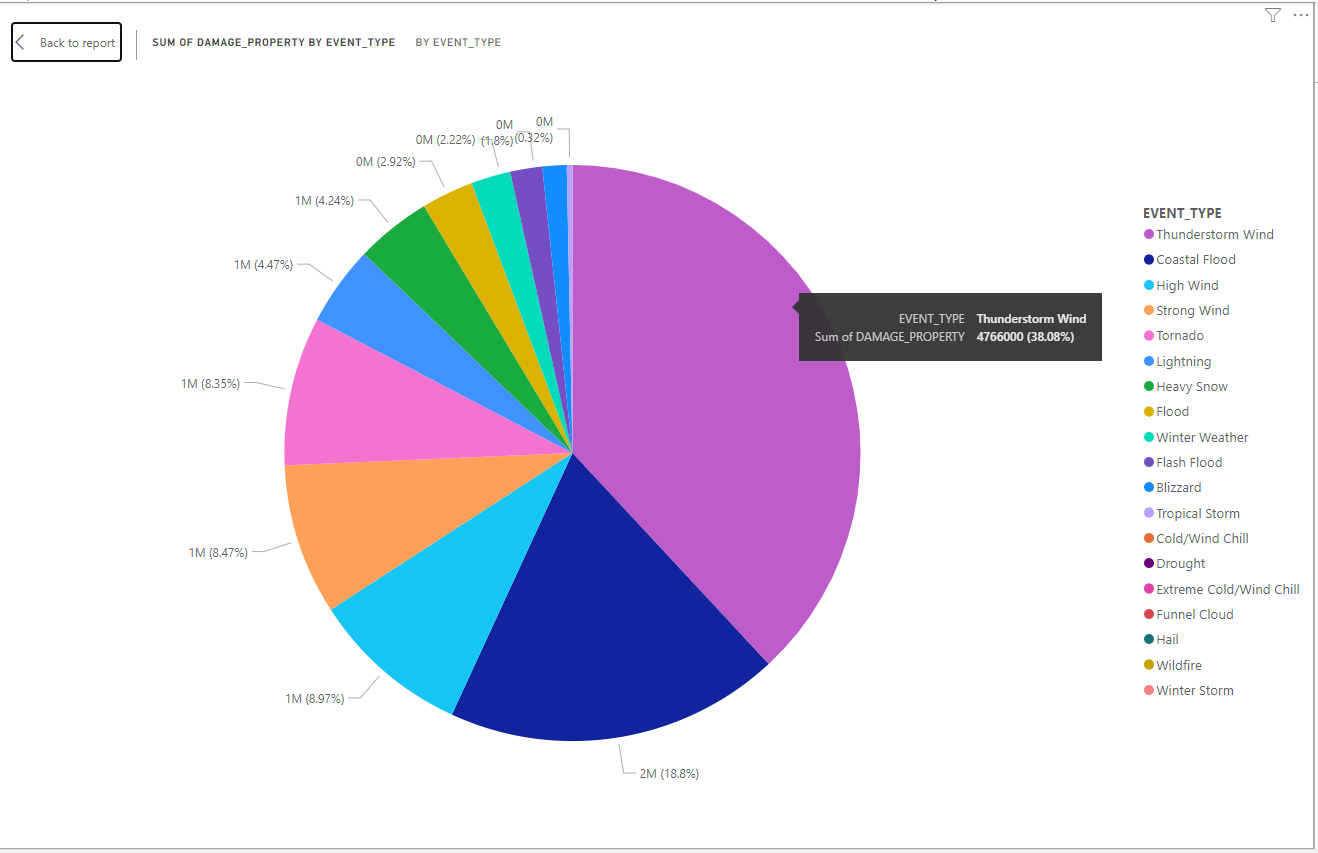 Back to report
SUM OF DAMAGE_PROPERTY BY EVENT_TYPE
BY EVENT_TYPE
0M
(0.32%)
0M
(1.8%)
0M (2.22%)
0M (2.92%)
1M (4.24%)
1M (4.47%)
1M (8.35%)
1M (8.47%)
1M (8.97%)
2M (18.8%)
EVENT_TYPE Thunderstorm Wind
Sum of DAMAGE_PROPERTY 4766000 (38.08%)
EVENT_TYPE
Thunderstorm Wind
Coastal Flood
High Wind
Strong Wind
Tornado
Lightning
Heavy Snow
Flood
Winter Weather
Flash Flood
Blizzard
Tropical Storm
Cold/Wind Chill
Drought
Extreme Cold/Wind Chill
Funnel Cloud
Hail
Wildfire
Winter Storm